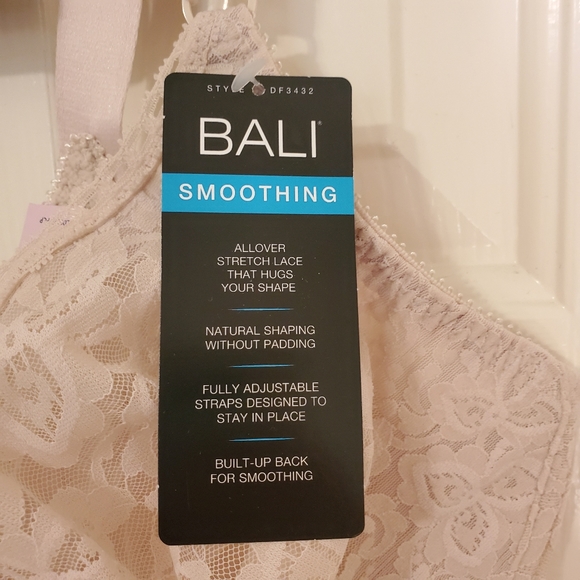 STYLE DF3432
BALI®
SMOOTHING
ALLOVER
STRETCH LACE
THAT HUGS
YOUR SHAPE
NATURAL SHAPING
WITHOUT PADDING
FULLY ADJUSTABLE
STRAPS DESIGNED TO
STAY IN PLACE
BUILT-UP BACK
FOR SMOOTHING